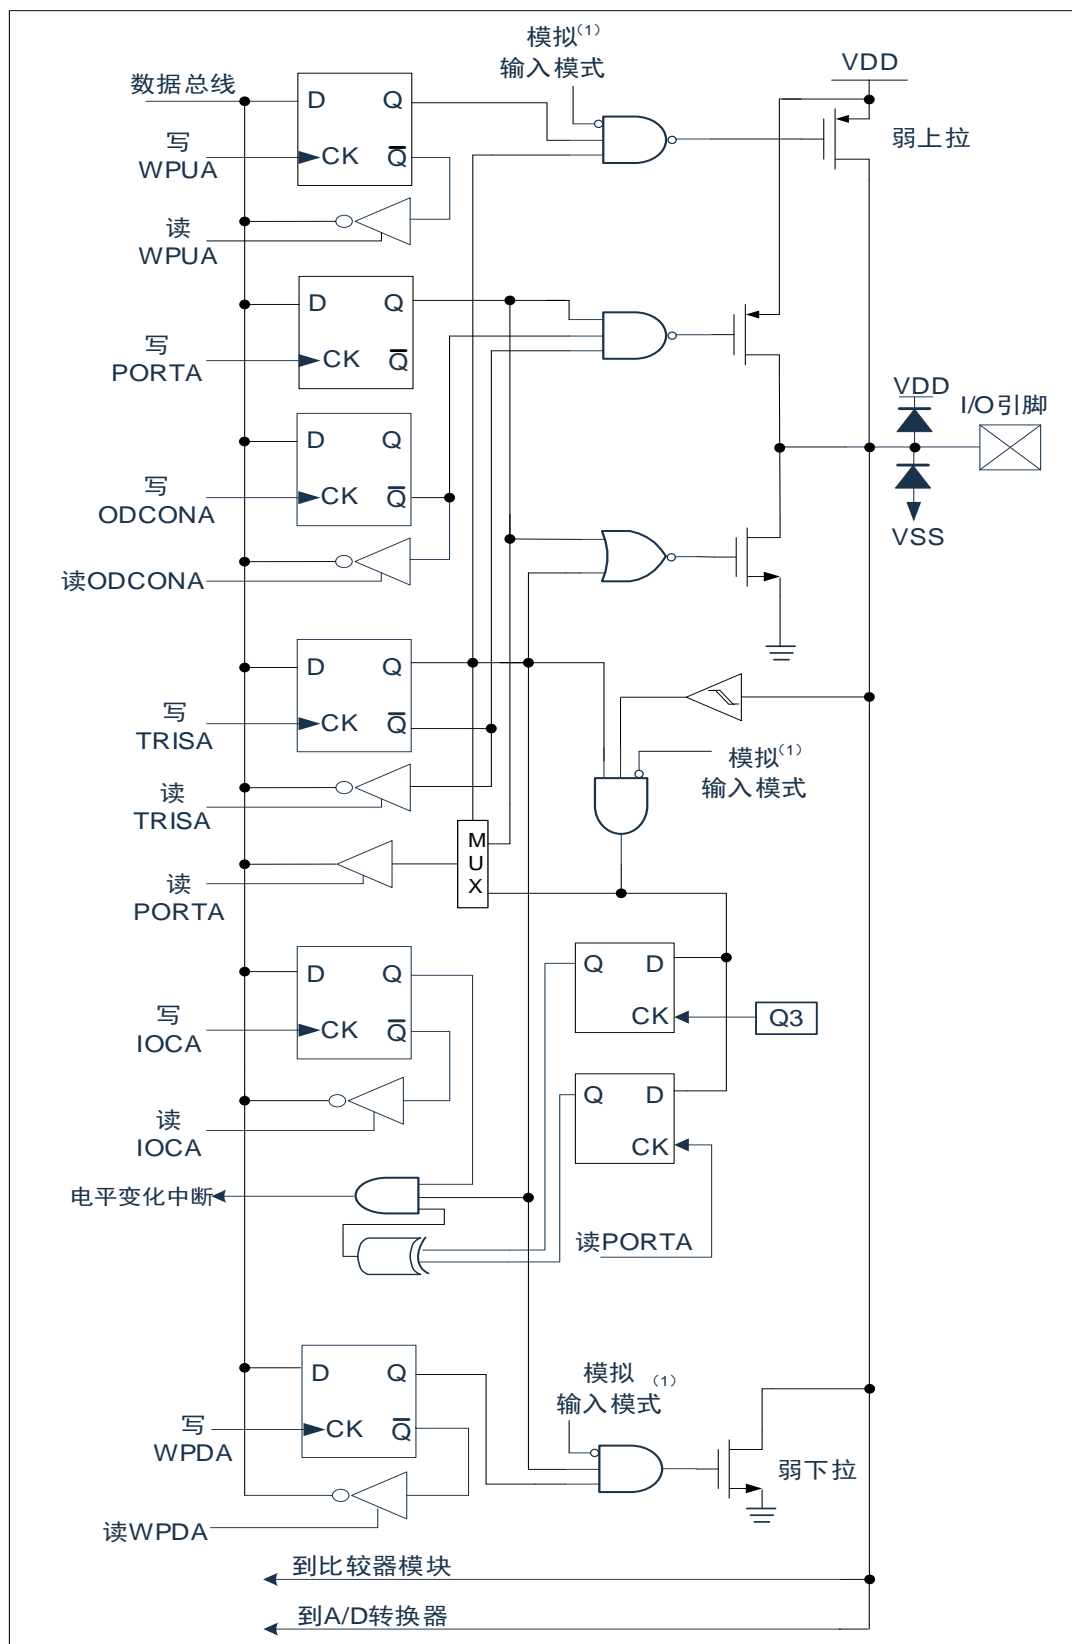 模拟(1)
输入模式
VDD
数据总线
D Q
弱上拉
写
WPUA
CK Q
读
WPUA
D Q
写
PORTA
CK Q
VDD
I/O引脚
D Q
写
ODCONA
CK Q
VSS
读ODCONA
D Q
写
TRISA
CK Q
模拟(1)
输入模式
读
TRISA
M
U
X
读
PORTA
Q D
D Q
写
IOCA
CK Q
CK
Q3
Q D
读
IOCA
CK
电平变化中断
读PORTA
D Q
模拟(1)
输入模式
写
WPDA
CK Q
弱下拉
读WPDA
到比较器模块
到A/D转换器